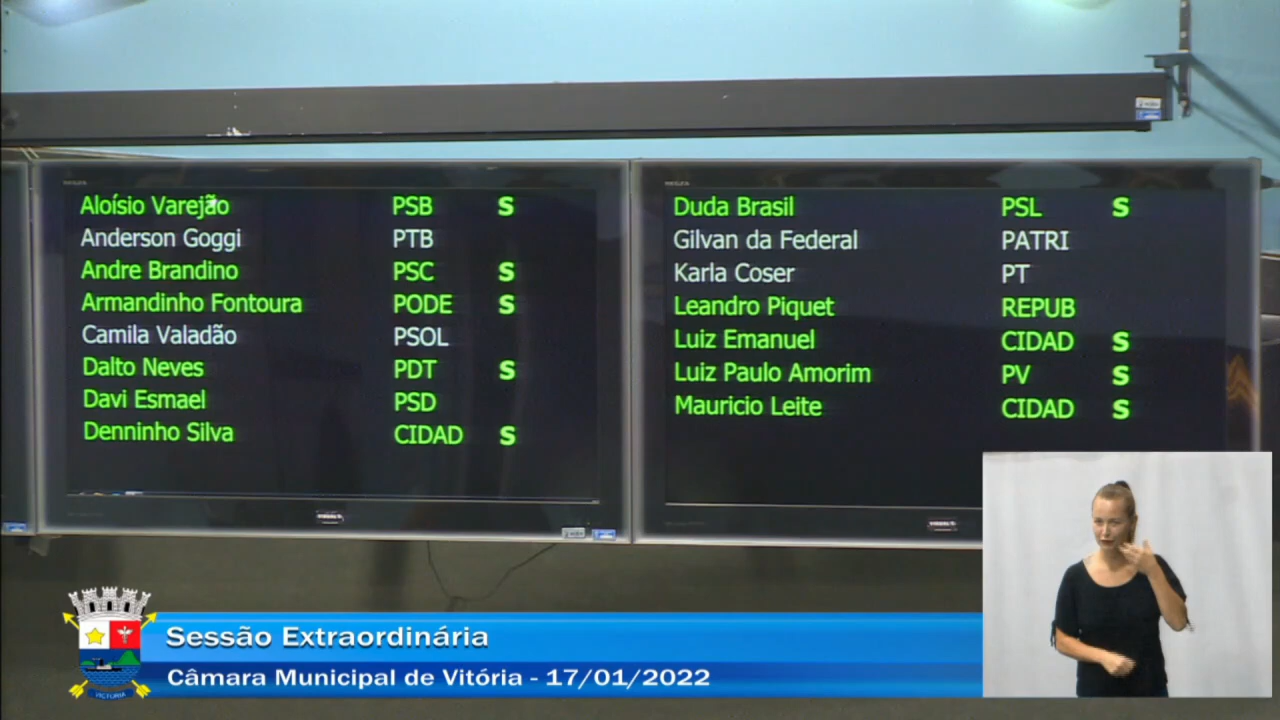 Aloísio Varejão PSB S
Anderson Goggi PTB
Andre Brandino PSC S
Armandinho Fontoura PODE S
Camila Valadão PSOL
Dalto Neves PDT S
Davi Esmael PSD
Denninho Silva CIDAD S
Duda Brasil PSL S
Gilvan da Federal PATRI
Karla Coser PT
Leandro Piquet REPUB
Luiz Emanuel CIDAD S
Luiz Paulo Amorim PV S
Mauricio Leite CIDAD S
Sessão Extraordinária
Câmara Municipal de Vitória - 17/01/2022